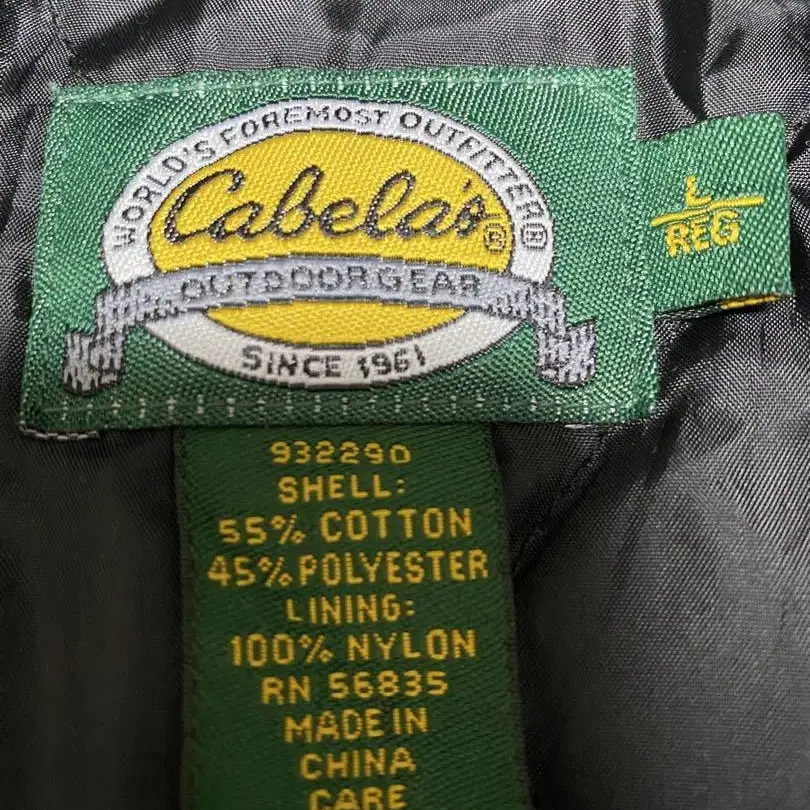 WORLD'S FOREMOST OUTFITTER®
Cabela's®
OUTDOOR GEAR
SINCE 1961
L
REG
932290
SHELL:
55% COTTON
45% POLYESTER
LINING:
100% NYLON
RN 56835
MADE IN
CHINA
CARE